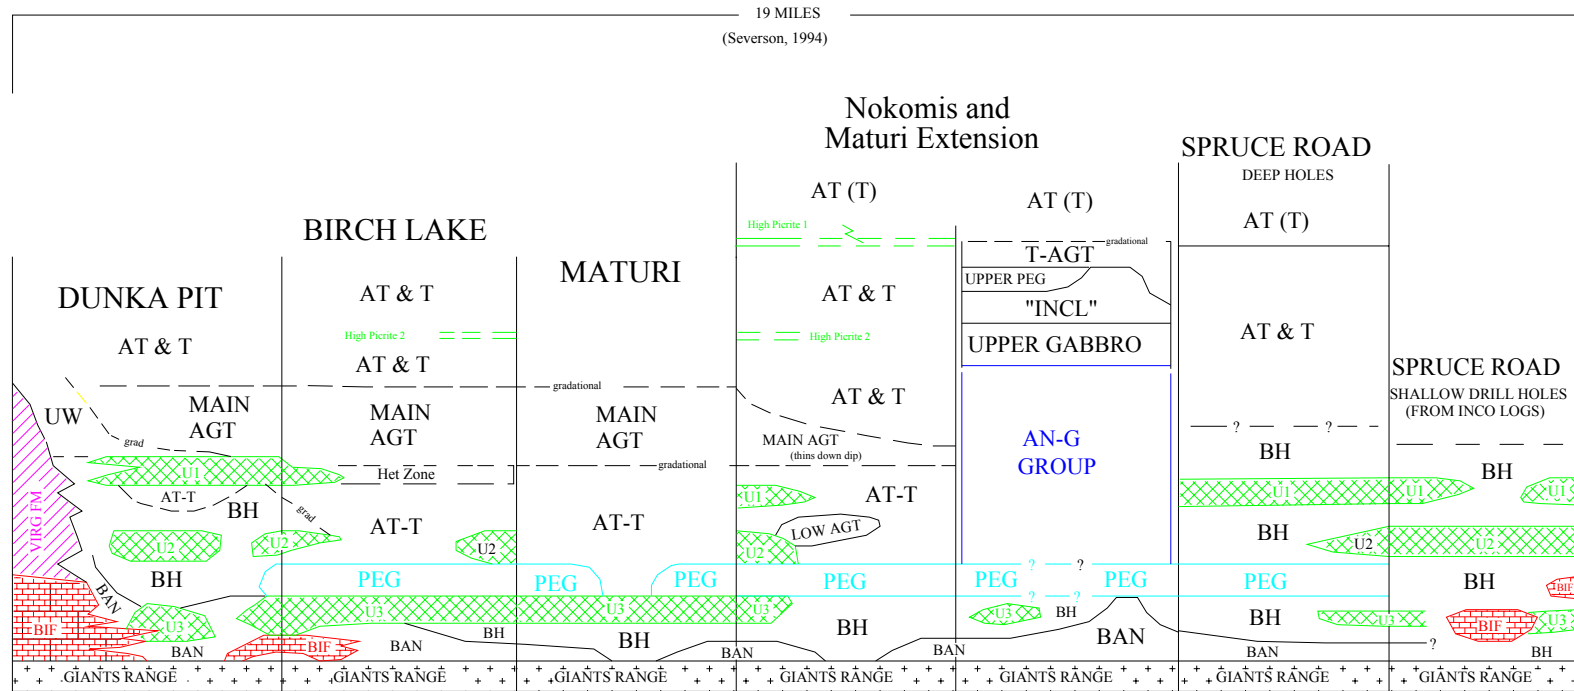 19 MILES
(Severson, 1994)
Nokomis and
Maturi Extension
SPRUCE ROAD
DEEP HOLES
AT (T)
AT (T)
AT (T)
BIRCH LAKE
High Picrite 1
gradational
T-AGT
MATURI
UPPER PEG
DUNKA PIT
AT & T
AT & T
"INCL"
AT & T
High Picrite 2
High Picrite 2
UPPER GABBRO
AT & T
AT & T
SPRUCE ROAD
SHALLOW DRILL HOLES
(FROM INCO LOGS)
gradational
AT & T
UW
MAIN
AGT
MAIN
AGT
MAIN
AGT
MAIN AGT
(thins down dip)
AN-G
GROUP
? ?
BH
grad
gradational
U1
Het Zone
BH
AT-T
BH
grad
AT-T
AT-T
U1
AT-T
U1
U1
U1
LOW AGT
BH
VIRG FM
U2
U2
U2
U2
U2
U2
BH
BAN
PEG
PEG
PEG
PEG
PEG
? ?
PEG
PEG
BH
BIF
? ?
U3
U3
U3
U3
U3
BH
BH
U3
BIF
U3
BIF
BIF
BH
BH
BH
BAN
?
BAN
BAN
BAN
BAN
BAN
BH
GIANTS RANGE
GIANTS RANGE
GIANTS RANGE
GIANTS RANGE
GIANTS RANGE
GIANTS RANGE
GIANTS RANGE